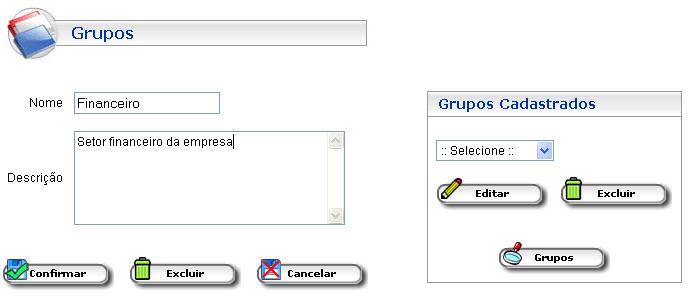 Grupos
Nome
Financeiro
Descrição
Setor financeiro da empresa
Confirmar
Excluir
Cancelar
Grupos Cadastrados
:: Selecione ::
Editar
Excluir
Grupos